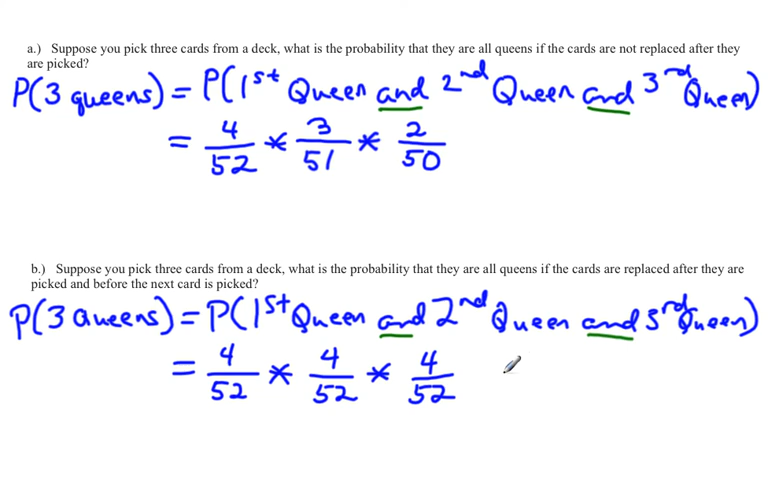 a.) Suppose you pick three cards from a deck, what is the probability that they are all queens if the cards are not replaced after they
are picked?
P(3 queens) = P(1st Queen and 2nd Queen and 3rd Queen)
= 4/52 * 3/51 * 2/50
b.) Suppose you pick three cards from a deck, what is the probability that they are all queens if the cards are replaced after they are
picked and before the next card is picked?
P(3 Queens) = P(1st Queen and 2nd Queen and 3rd Queen)
= 4/52 * 4/52 * 4/52